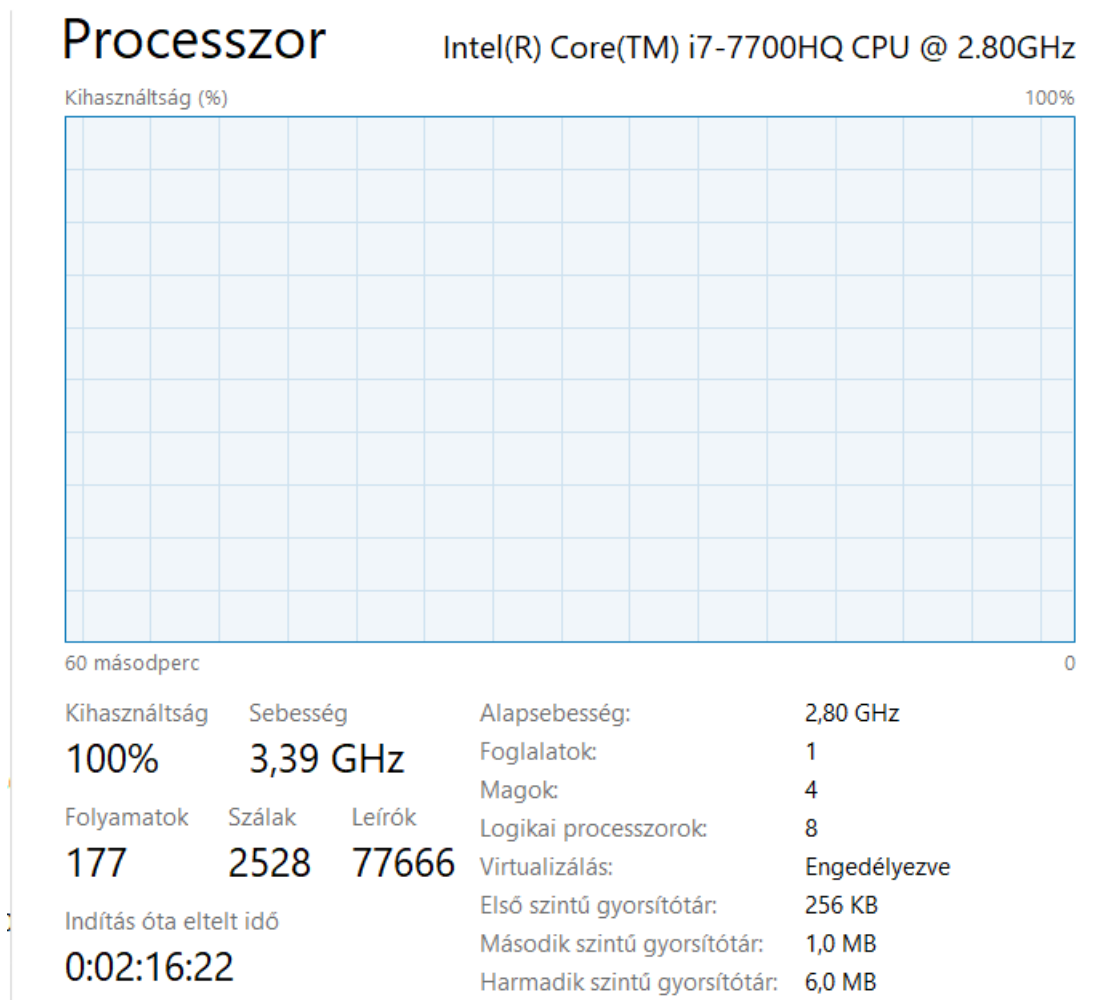 Processzor
Intel(R) Core(TM) i7-7700HQ CPU @ 2.80GHz
Kihasználtság (%)
100%
60 másodperc
0
Kihasználtság
Sebesség
100%
3,39 GHz
Folyamatok
Szálak
Leírók
177
2528
77666
Indítás óta eltelt idő
0:02:16:22
Alapsebesség: 2,80 GHz
Foglalatok: 1
Magok: 4
Logikai processzorok: 8
Virtualizálás: Engedélyezve
Első szintű gyorsítótár: 256 KB
Második szintű gyorsítótár: 1,0 MB
Harmadik szintű gyorsítótár: 6,0 MB